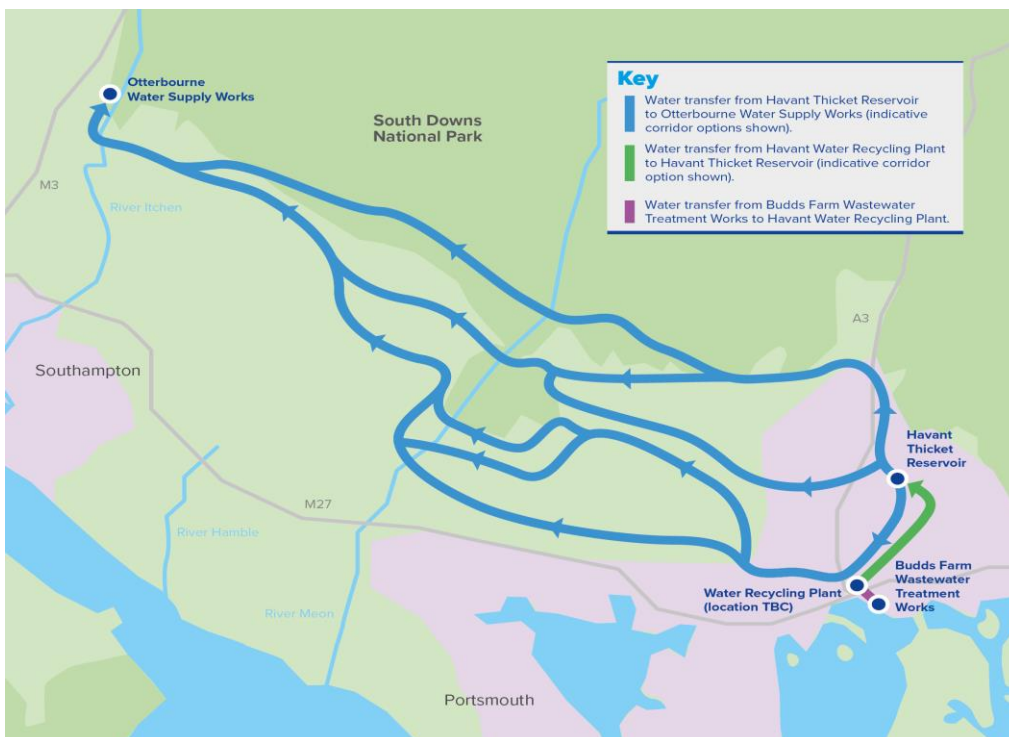 Otterbourne
Water Supply Works
South Downs
National Park
Key
Water transfer from Havant Thicket Reservoir
to Otterbourne Water Supply Works (indicative
corridor options shown).
Water transfer from Havant Water Recycling Plant
to Havant Thicket Reservoir (indicative corridor
option shown).
Water transfer from Budds Farm Wastewater
Treatment Works to Havant Water Recycling Plant.
M3
River Itchen
A3
Southampton
Havant
Thicket
Reservoir
M27
River Hamble
Budds Farm
Wastewater
Treatment
Works
Water Recycling Plant
(location TBC)
River Meon
Portsmouth